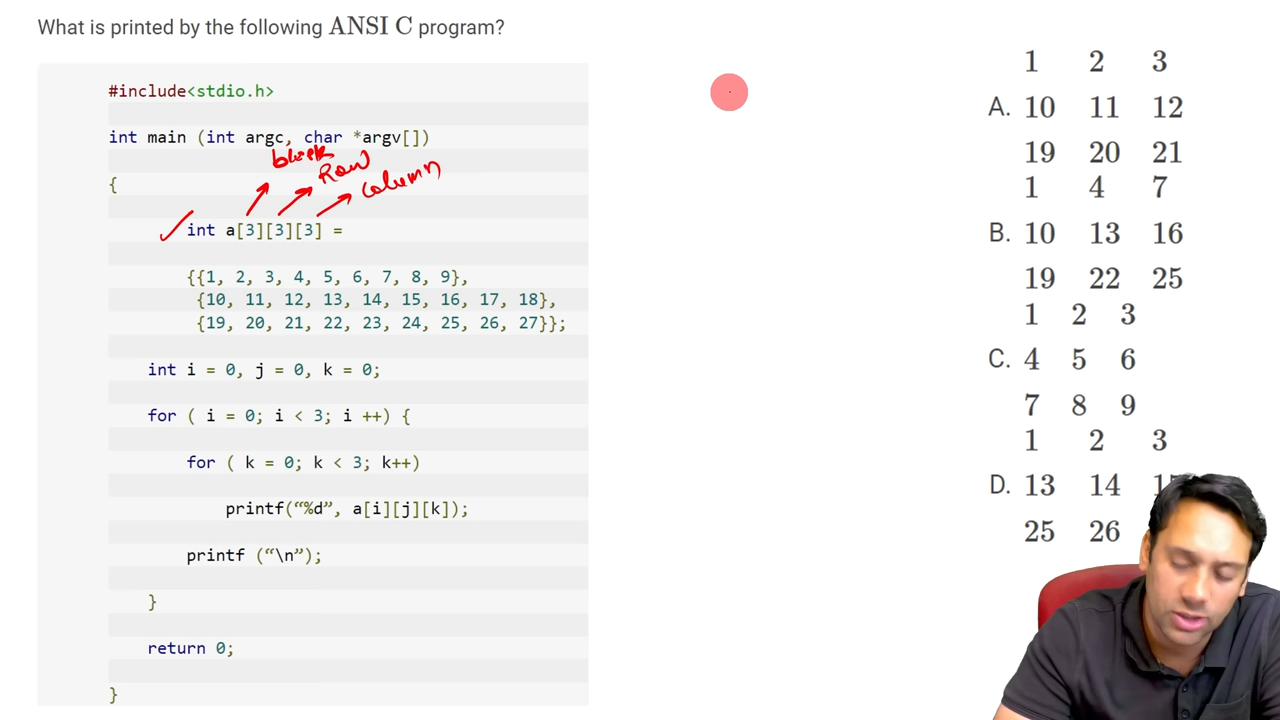 What is printed by the following ANSI C program?
#include<stdio.h>
int main (int argc, char *argv[])
block
Row
column
{
int a[3][3][3] =
{{1, 2, 3, 4, 5, 6, 7, 8, 9},
{10, 11, 12, 13, 14, 15, 16, 17, 18},
{19, 20, 21, 22, 23, 24, 25, 26, 27}};
int i = 0, j = 0, k = 0;
for ( i = 0; i < 3; i ++) {
for ( k = 0; k < 3; k++)
printf(“%d”, a[i][j][k]);
printf (“\n”);
}
return 0;
}
1 2 3
A. 10 11 12
19 20 21
1 4 7
B. 10 13 16
19 22 25
1 2 3
C. 4 5 6
7 8 9
1 2 3
D. 13 14
25 26